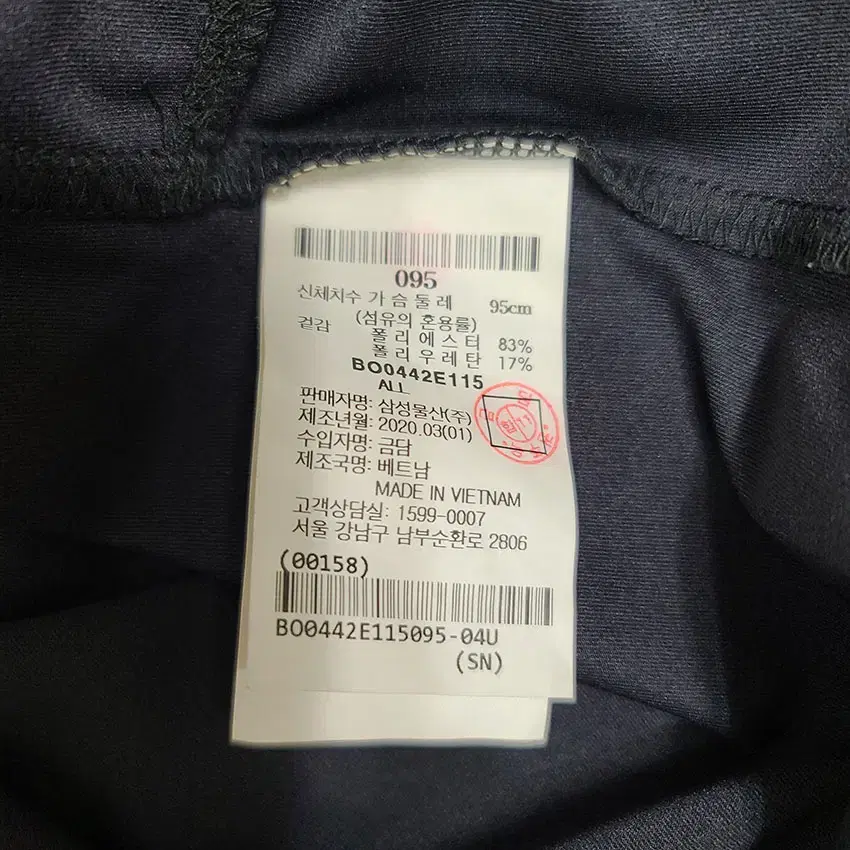 095
신체치수 가 슴 둘 레 95cm
(섬유의 혼용률)
겉감 폴 리 에 스 터 83%
폴 리 우 레 탄 17%
BO0442E115
ALL
판매자명: 삼성물산(주)
제조년월: 2020.03(01)
수입자명: 금담
제조국명: 베트남
MADE IN VIETNAM
고객상담실: 1599-0007
서울 강남구 남부순환로 2806
(00158)
BO0442E115095-04U
(SN)